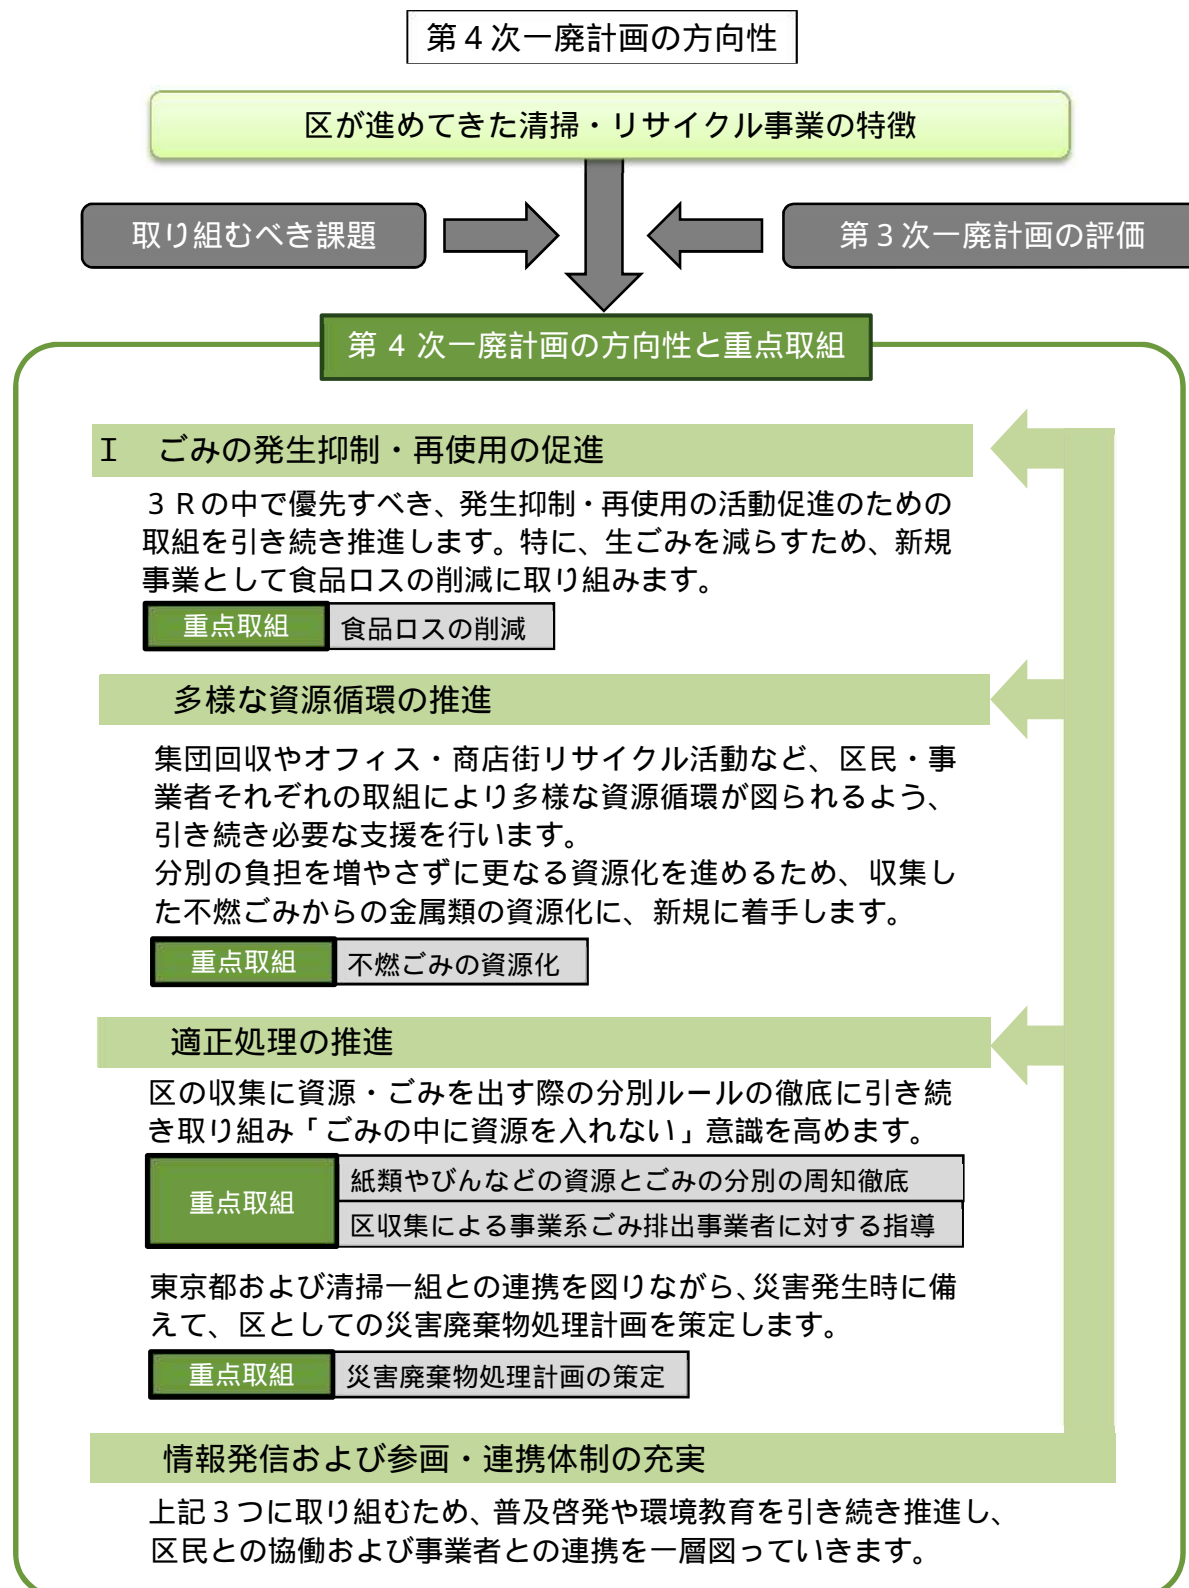 第４次一廃計画の方向性
区が進めてきた清掃・リサイクル事業の特徴
取り組むべき課題
第３次一廃計画の評価
第 ４ 次一廃計画の方向性と重点取組
Ⅰ　ごみの発生抑制・再使用の促進
３Ｒの中で優先すべき、発生抑制・再使用の活動促進のための
取組を引き続き推進します。特に、生ごみを減らすため、新規
事業として食品ロスの削減に取り組みます。
重点取組　食品ロスの削減
多様な資源循環の推進
集団回収やオフィス・商店街リサイクル活動など、区民・事
業者それぞれの取組により多様な資源循環が図られるよう、
引き続き必要な支援を行います。
分別の負担を増やさずに更なる資源化を進めるため、収集し
た不燃ごみからの金属類の資源化に、新規に着手します。
重点取組　不燃ごみの資源化
適正処理の推進
区の収集に資源・ごみを出す際の分別ルールの徹底に引き続
き取り組み「ごみの中に資源を入れない」意識を高めます。
重点取組
紙類やびんなどの資源とごみの分別の周知徹底
区収集による事業系ごみ排出事業者に対する指導
東京都および清掃一組との連携を図りながら、災害発生時に備
えて、区としての災害廃棄物処理計画を策定します。
重点取組　災害廃棄物処理計画の策定
情報発信および参画・連携体制の充実
上記３つに取り組むため、普及啓発や環境教育を引き続き推進し、
区民との協働および事業者との連携を一層図っていきます。